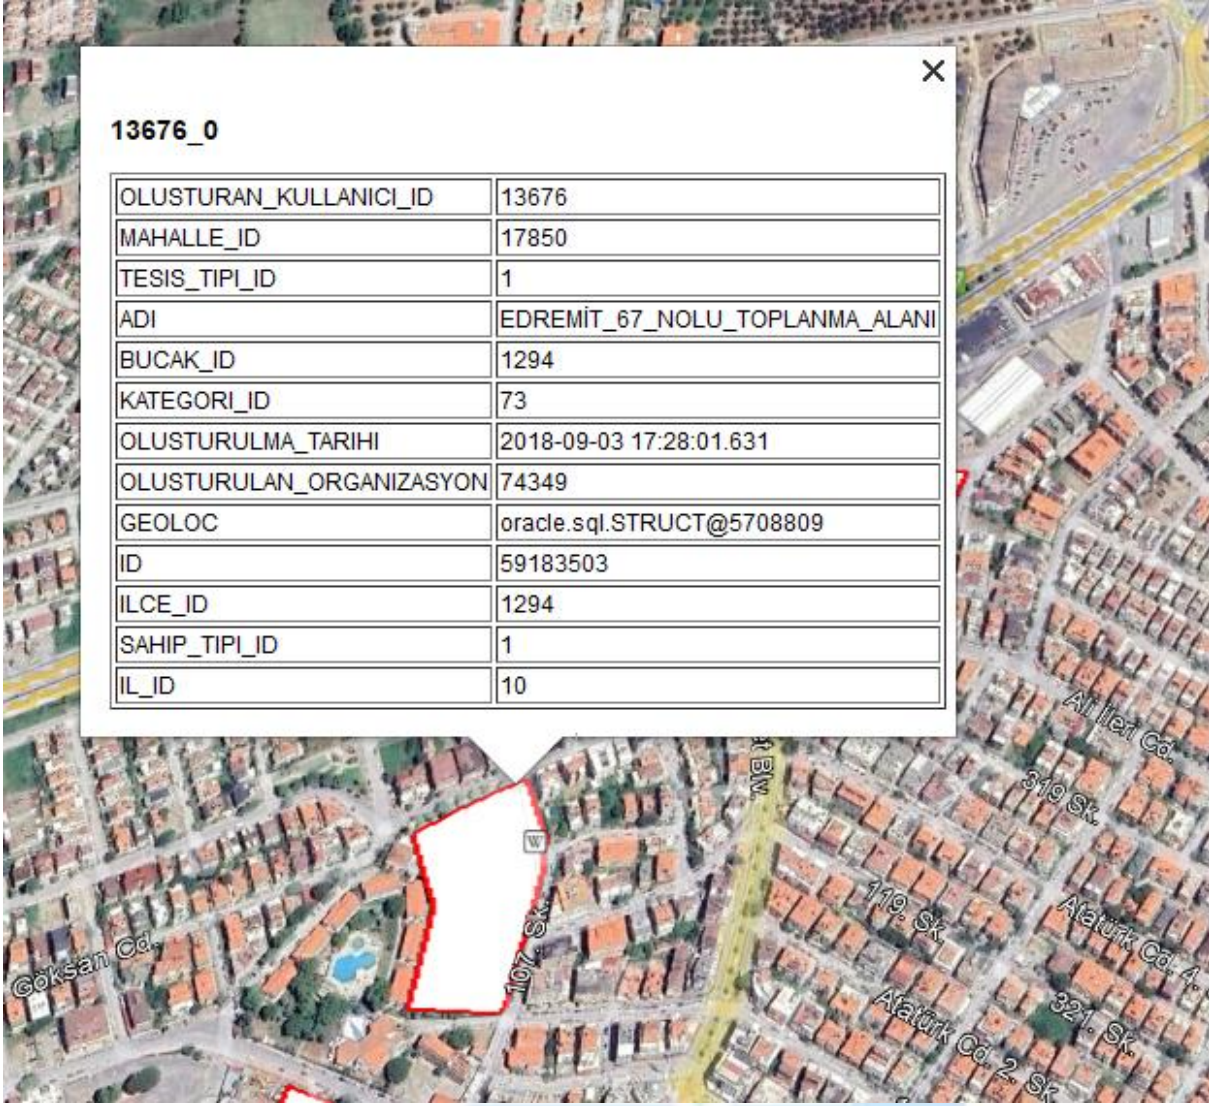 13676_0
OLUSTURAN_KULLANICI_ID 13676
MAHALLE_ID 17850
TESIS_TIPI_ID 1
ADI EDREMİT_67_NOLU_TOPLANMA_ALANI
BUCAK_ID 1294
KATEGORI_ID 73
OLUSTURULMA_TARIHI 2018-09-03 17:28:01.631
OLUSTURULAN_ORGANIZASYON 74349
GEOLOC oracle.sql.STRUCT@5708809
ID 59183503
ILCE_ID 1294
SAHIP_TIPI_ID 1
IL_ID 10
Ali İleri Cd.
t Blv.
319 Sk.
W
119. Sk.
Atatürk Cd. 4.
107. Sk.
Göksan Cd.
Atatürk Cd. 2. Sk.
321. Sk.